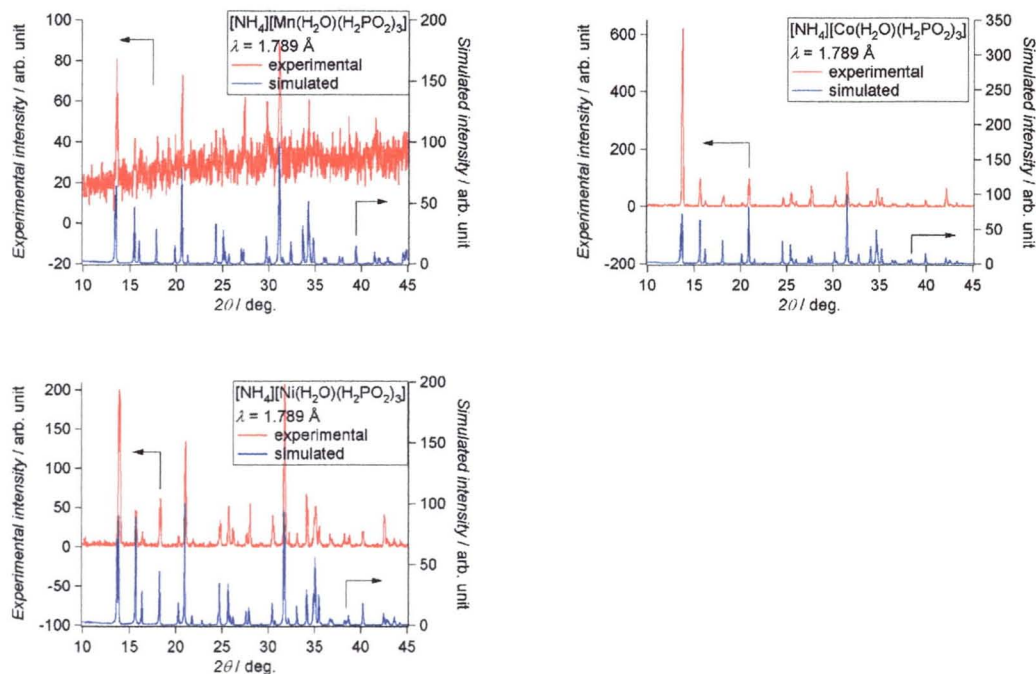 [NH₄][Mn(H₂O)(H₂PO₂)₃]
λ = 1.789 Å
experimental
simulated
Experimental intensity / arb. unit
100
80
60
40
20
0
-20
Simulated intensity / arb. unit
200
150
100
50
0
10 15 20 25 30 35 40 45
2θ / deg.
[NH₄][Co(H₂O)(H₂PO₂)₃]
λ = 1.789 Å
experimental
simulated
Experimental intensity / arb. unit
600
400
200
0
-200
Simulated intensity / arb. unit
350
300
250
200
150
100
50
0
10 15 20 25 30 35 40 45
2θ / deg.
[NH₄][Ni(H₂O)(H₂PO₂)₃]
λ = 1.789 Å
experimental
simulated
Experimental intensity / arb. unit
200
150
100
50
0
-50
-100
Simulated intensity / arb. unit
200
150
100
50
0
10 15 20 25 30 35 40 45
2θ / deg.